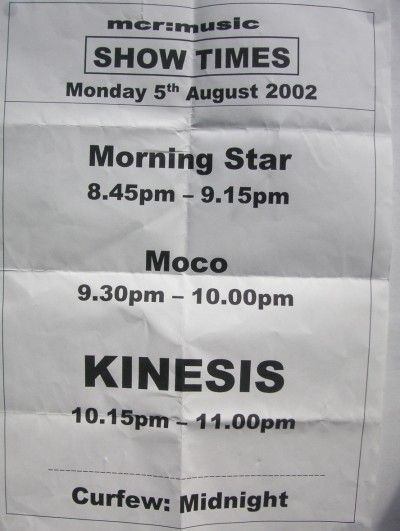 mcr:music
SHOW TIMES
Monday 5th August 2002
Morning Star
8.45pm – 9.15pm
Moco
9.30pm – 10.00pm
KINESIS
10.15pm – 11.00pm
Curfew: Midnight